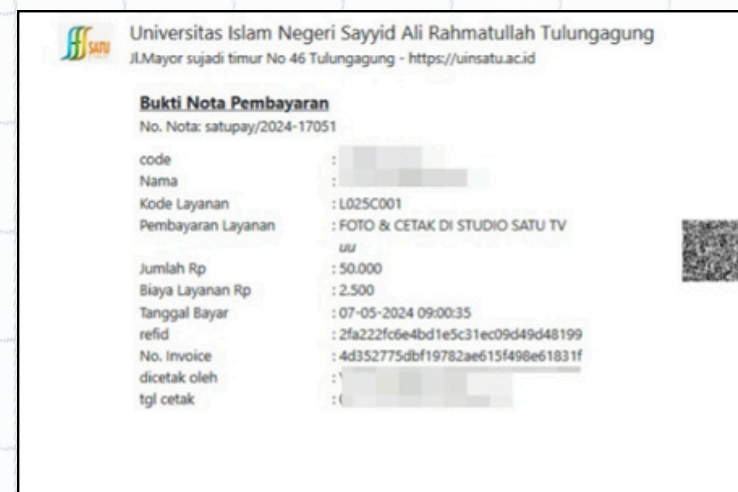 SATU
Universitas Islam Negeri Sayyid Ali Rahmatullah Tulungagung
Jl.Mayor sujadi timur No 46 Tulungagung - https://uinsatu.ac.id
Bukti Nota Pembayaran
No. Nota: satupay/2024-17051
code :
Nama :
Kode Layanan : L025C001
Pembayaran Layanan : FOTO & CETAK DI STUDIO SATU TV
uu
Jumlah Rp : 50.000
Biaya Layanan Rp : 2.500
Tanggal Bayar : 07-05-2024 09:00:35
refid : 2fa222fc6e4bd1e5c31ec09d49d48199
No. Invoice : 4d352775dbf19782ae615f498e61831f
dicetak oleh :
tgl cetak :